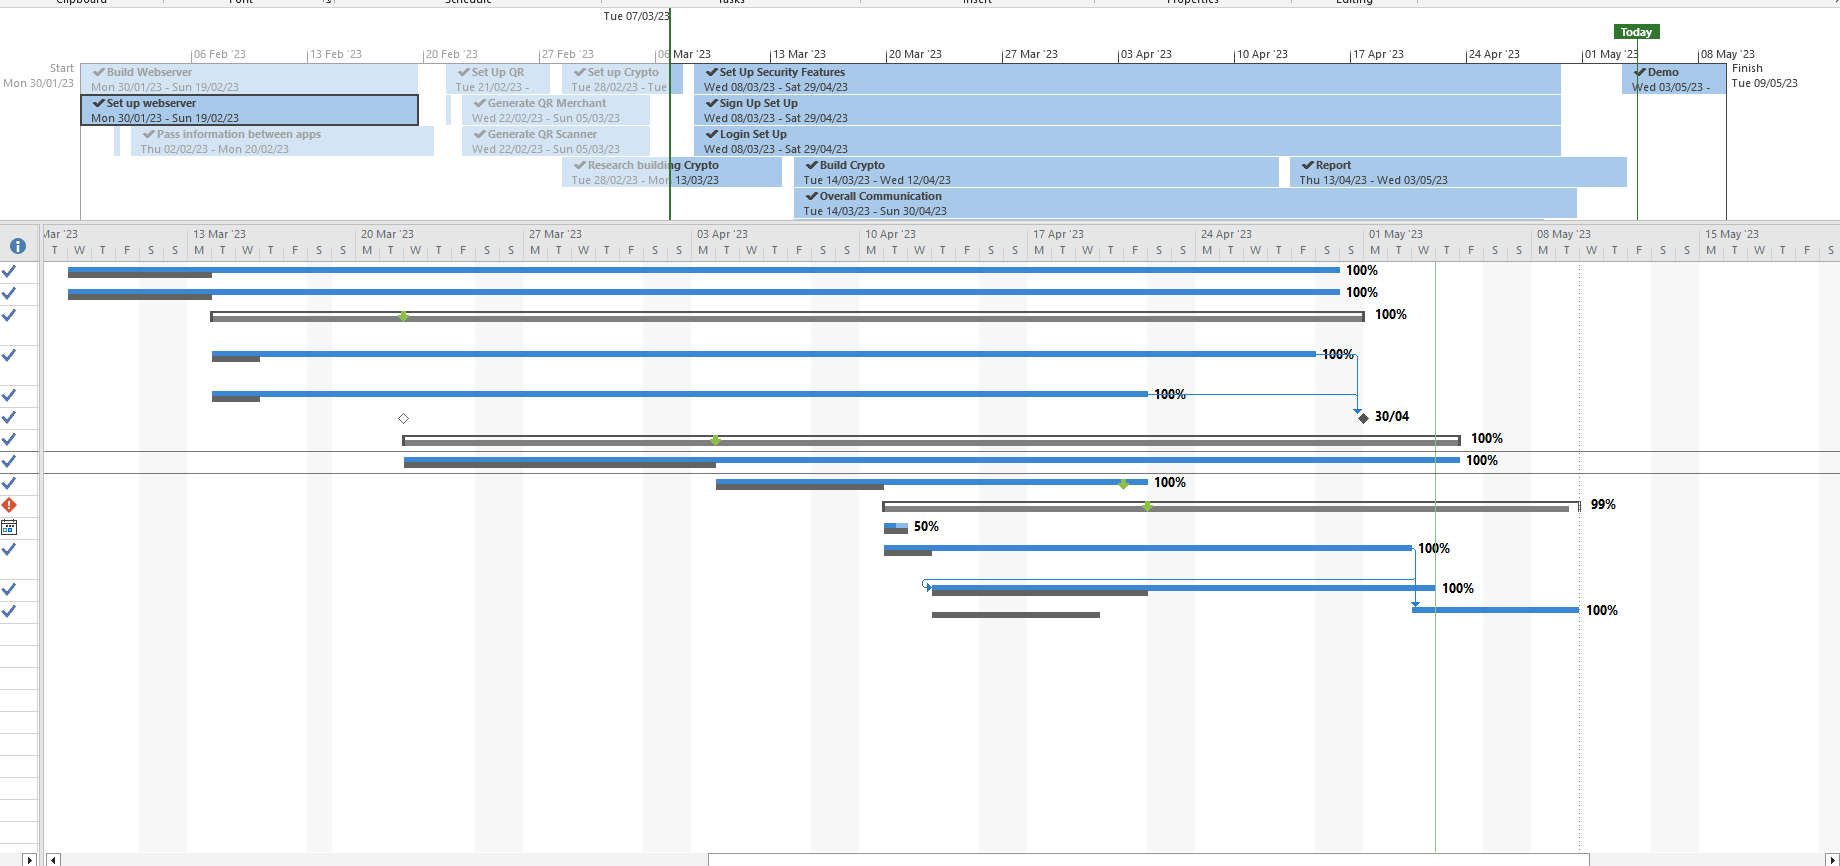 Clipboard Font Schedule Tasks Insert Properties Editing
Tue 07/03/23
Today
06 Feb '23 13 Feb '23 20 Feb '23 27 Feb '23 06 Mar '23 13 Mar '23 20 Mar '23 27 Mar '23 03 Apr '23 10 Apr '23 17 Apr '23 24 Apr '23 01 May '23 08 May '23
Start
Mon 30/01/23
Finish
Tue 09/05/23
Build Webserver
Mon 30/01/23 - Sun 19/02/23
Set Up QR
Tue 21/02/23 -
Set up Crypto
Tue 28/02/23 - Tue
Set Up Security Features
Wed 08/03/23 - Sat 29/04/23
Demo
Wed 03/05/23 -
Set up webserver
Mon 30/01/23 - Sun 19/02/23
Generate QR Merchant
Wed 22/02/23 - Sun 05/03/23
Sign Up Set Up
Wed 08/03/23 - Sat 29/04/23
Pass information between apps
Thu 02/02/23 - Mon 20/02/23
Generate QR Scanner
Wed 22/02/23 - Sun 05/03/23
Login Set Up
Wed 08/03/23 - Sat 29/04/23
Research building Crypto
Tue 28/02/23 - Mon 13/03/23
Build Crypto
Tue 14/03/23 - Wed 12/04/23
Report
Thu 13/04/23 - Wed 03/05/23
Overall Communication
Tue 14/03/23 - Sun 30/04/23
Mar '23 13 Mar '23 20 Mar '23 27 Mar '23 03 Apr '23 10 Apr '23 17 Apr '23 24 Apr '23 01 May '23 08 May '23 15 May '23
T W T F S S M T W T F S S M T W T F S S M T W T F S S M T W T F S S M T W T F S S M T W T F S S M T W T F S S M T W T F S S M T W T F S S M T W T F S
100%
100%
100%
100%
100%
30/04
100%
100%
100%
99%
50%
100%
100%
100%